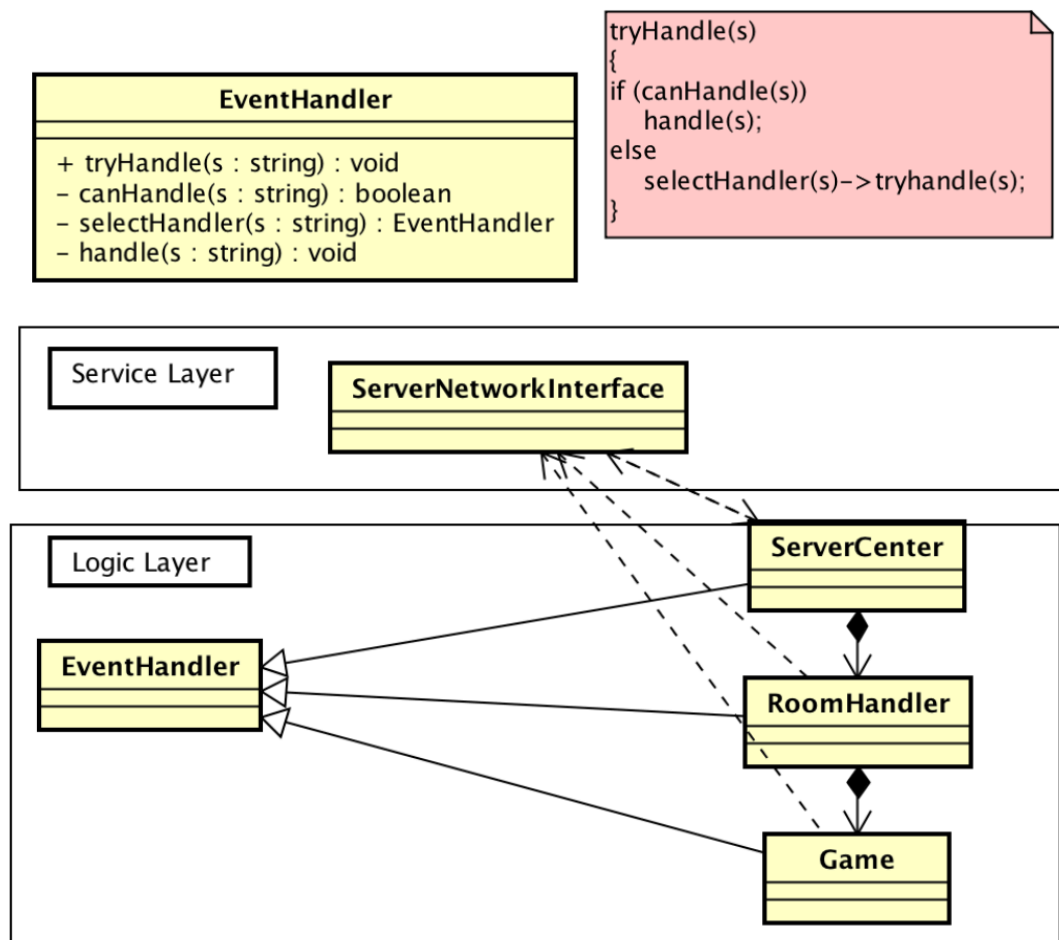 EventHandler
+ tryHandle(s : string) : void
– canHandle(s : string) : boolean
– selectHandler(s : string) : EventHandler
– handle(s : string) : void
tryHandle(s)
{
if (canHandle(s))
handle(s);
else
selectHandler(s)->tryhandle(s);
}
Service Layer
ServerNetworkInterface
Logic Layer
ServerCenter
EventHandler
RoomHandler
Game